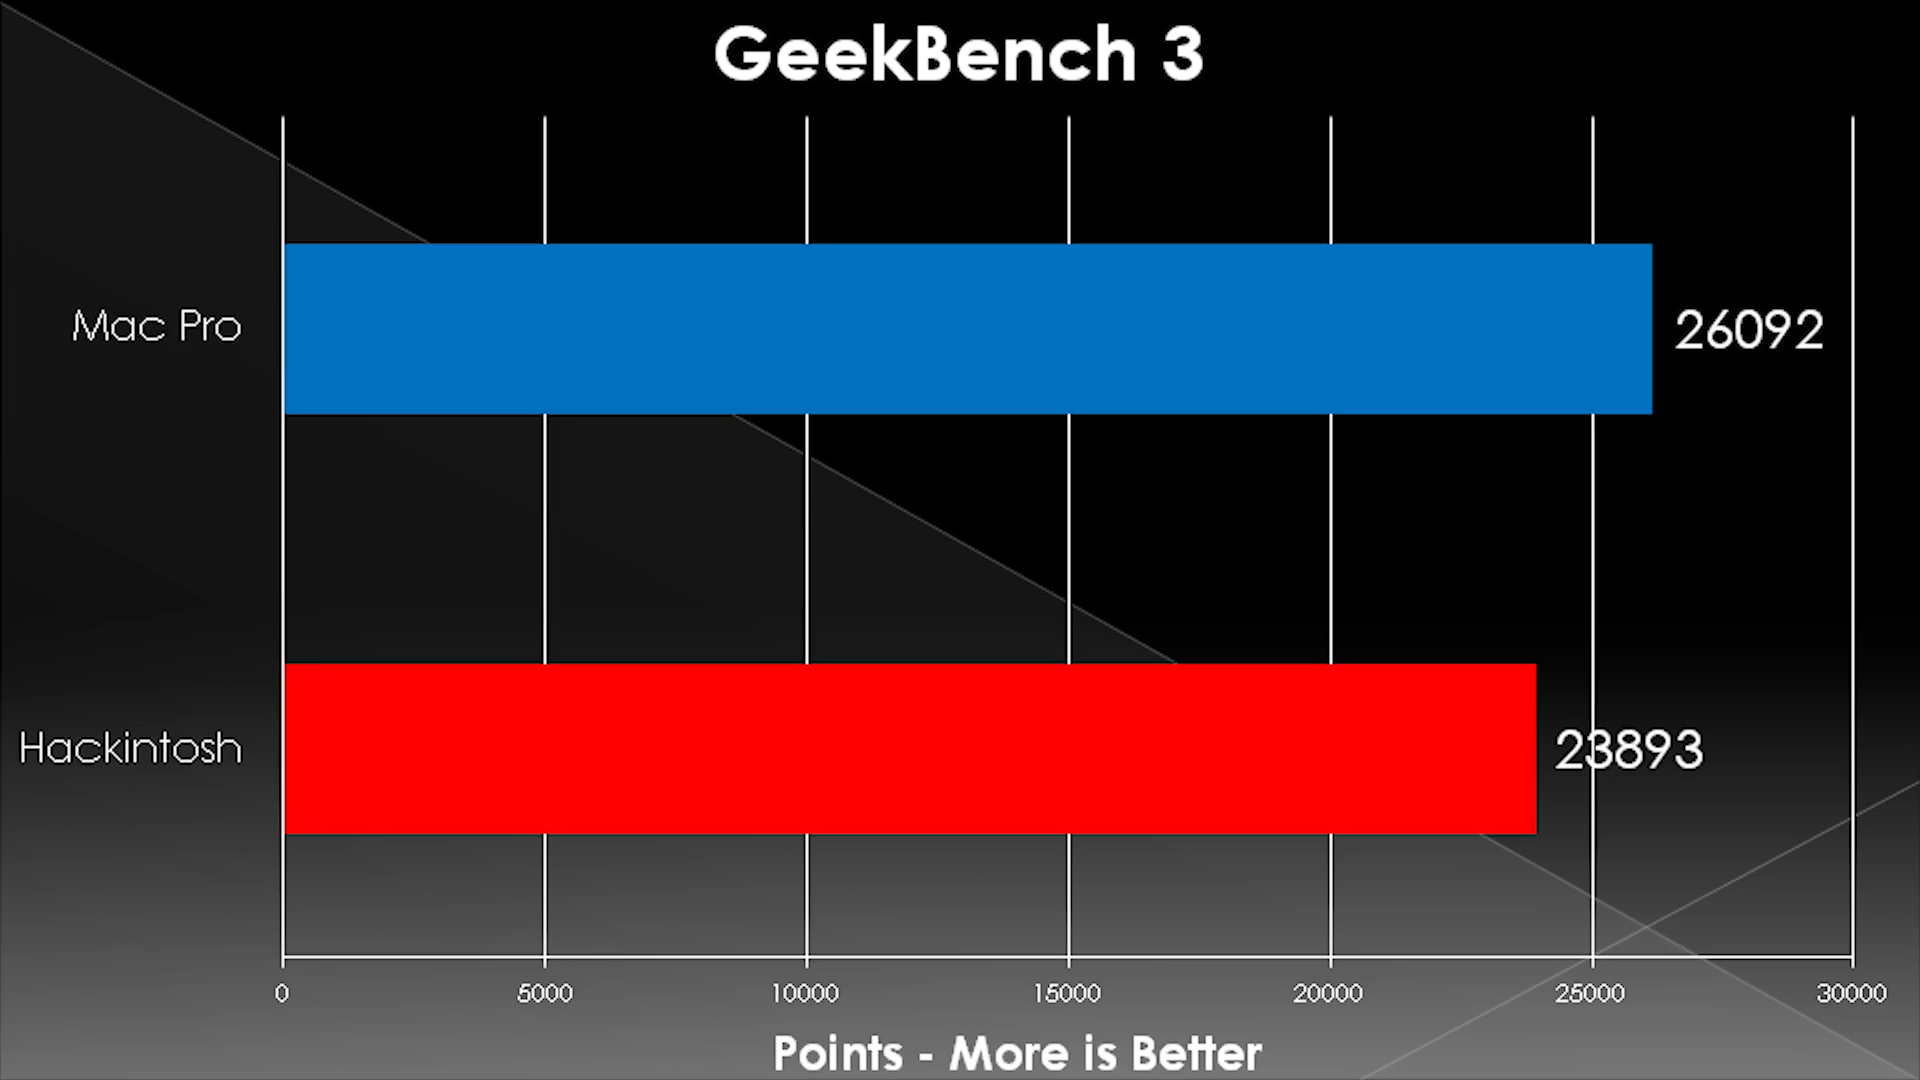 GeekBench 3
Mac Pro
26092
Hackintosh
23893
0 5000 10000 15000 20000 25000 30000
Points - More is Better